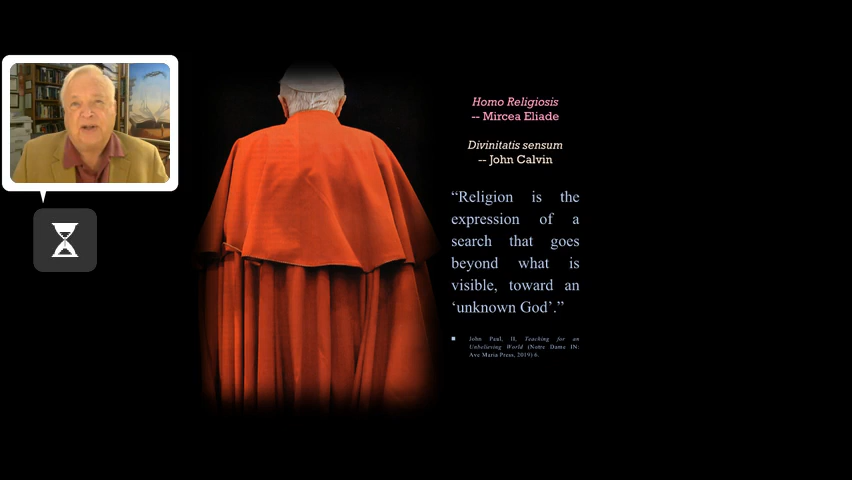 Homo Religiosis
-- Mircea Eliade
Divinitatis sensum
-- John Calvin
“Religion is the
expression of a
search that goes
beyond what is
visible, toward an
‘unknown God’.”
John Paul, II, Teaching for an
Unbelieving World (Notre Dame IN:
Ave Maria Press, 2019) 6.